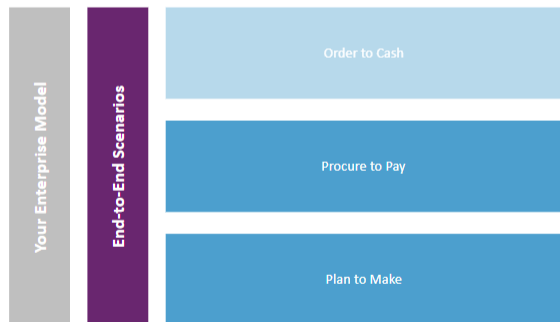 Your Enterprise Model
End-to-End Scenarios
Order to Cash
Procure to Pay
Plan to Make